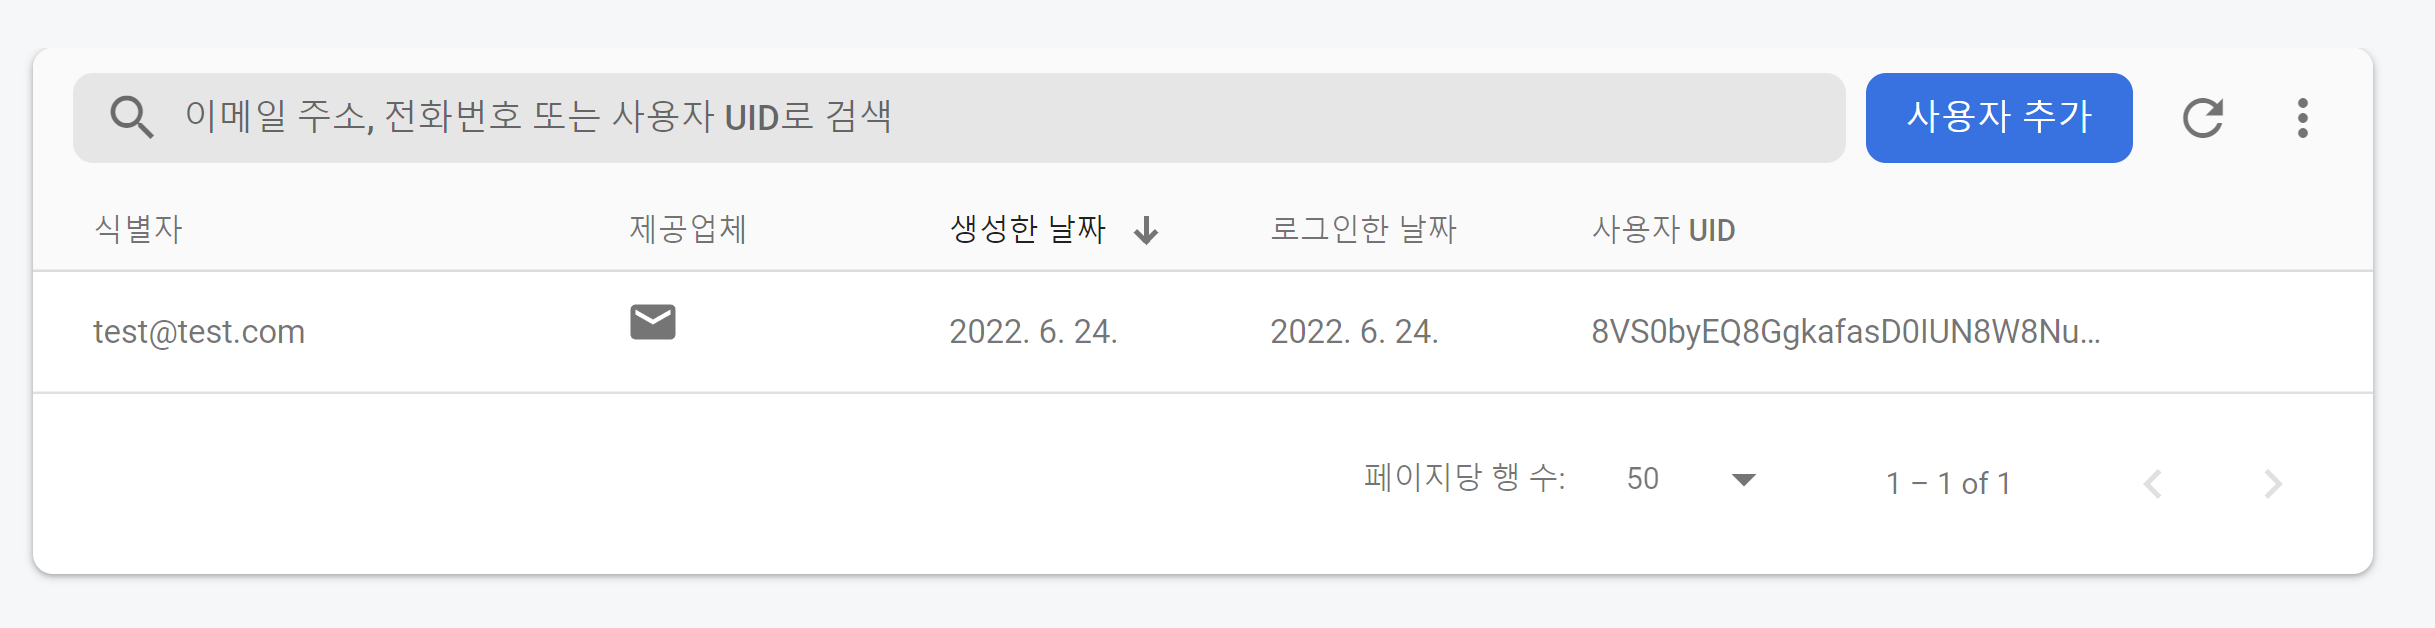 이메일 주소, 전화번호 또는 사용자 UID로 검색 사용자 추가
식별자 제공업체 생성한 날짜 로그인한 날짜 사용자 UID
test@test.com 2022. 6. 24. 2022. 6. 24. 8VS0byEQ8GgkafasD0IUN8W8Nu...
페이지당 행 수: 50 1 – 1 of 1